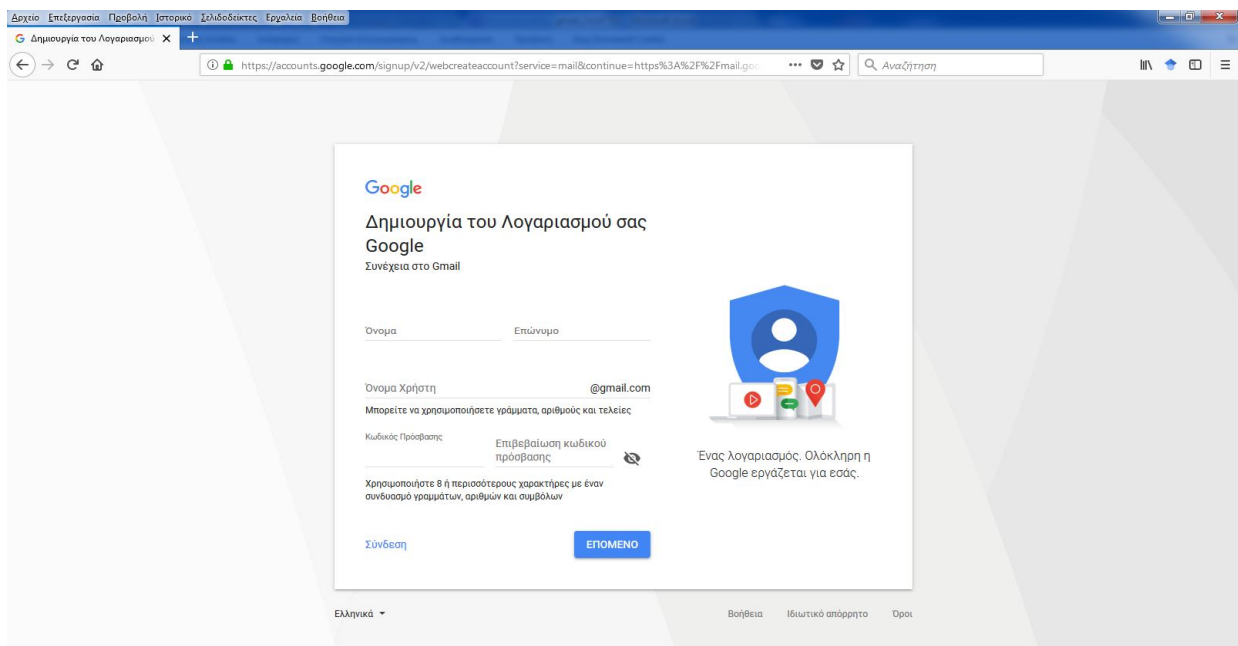 Αρχείο Επεξεργασία Προβολή Ιστορικό Σελιδοδείκτες Εργαλεία Βοήθεια
Δημιουργία του Λογαριασμού
https://accounts.google.com/signup/v2/webcreateaccount?service=mail&continue=https%3A%2F%2Fmail.goo
Αναζήτηση
Google
Δημιουργία του Λογαριασμού σας
Google
Συνέχεια στο Gmail
Όνομα Επώνυμο
Όνομα Χρήστη @gmail.com
Μπορείτε να χρησιμοποιήσετε γράμματα, αριθμούς και τελείες
Κωδικός Πρόσβασης
Επιβεβαίωση κωδικού
πρόσβασης
Χρησιμοποιήστε 8 ή περισσότερους χαρακτήρες με έναν
συνδυασμό γραμμάτων, αριθμών και συμβόλων
Σύνδεση ΕΠΟΜΕΝΟ
Ένας λογαριασμός. Ολόκληρη η
Google εργάζεται για εσάς.
Ελληνικά Βοήθεια Ιδιωτικό απόρρητο Όροι